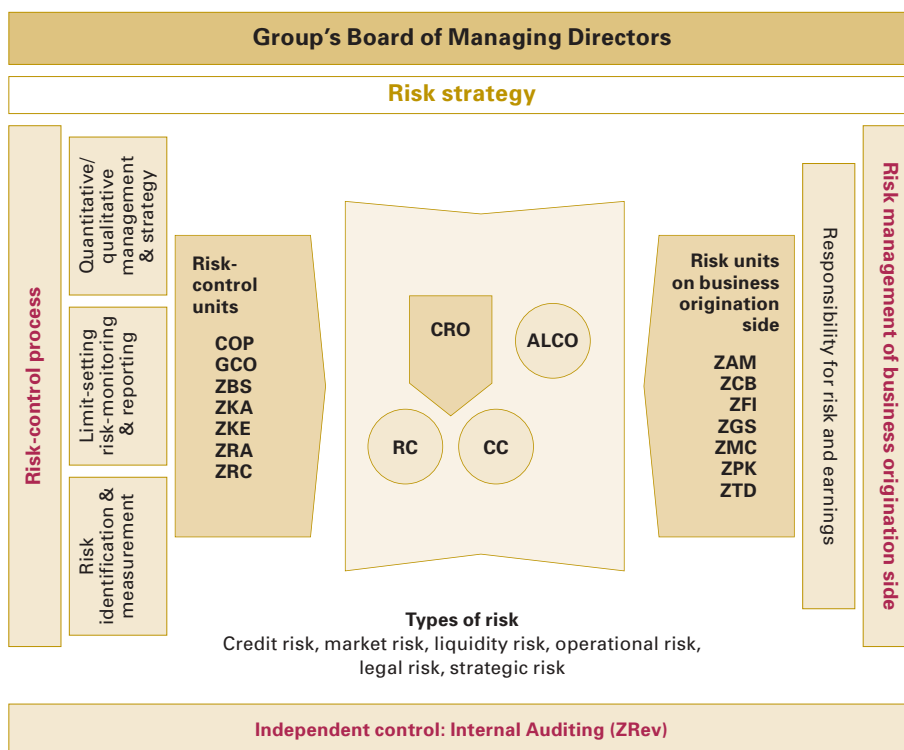 Group's Board of Managing Directors
Risk strategy
Risk-control process
Quantitative/
qualitative
management
& strategy
Limit-setting
risk-monitoring
& reporting
Risk
identification &
measurement
Risk-
control
units
COP
GCO
ZBS
ZKA
ZKE
ZRA
ZRC
CRO
ALCO
RC
CC
Risk units
on business
origination
side
ZAM
ZCB
ZFI
ZGS
ZMC
ZPK
ZTD
Responsibility for risk and earnings
Risk management of business
origination side
Types of risk
Credit risk, market risk, liquidity risk, operational risk,
legal risk, strategic risk
Independent control: Internal Auditing (ZRev)